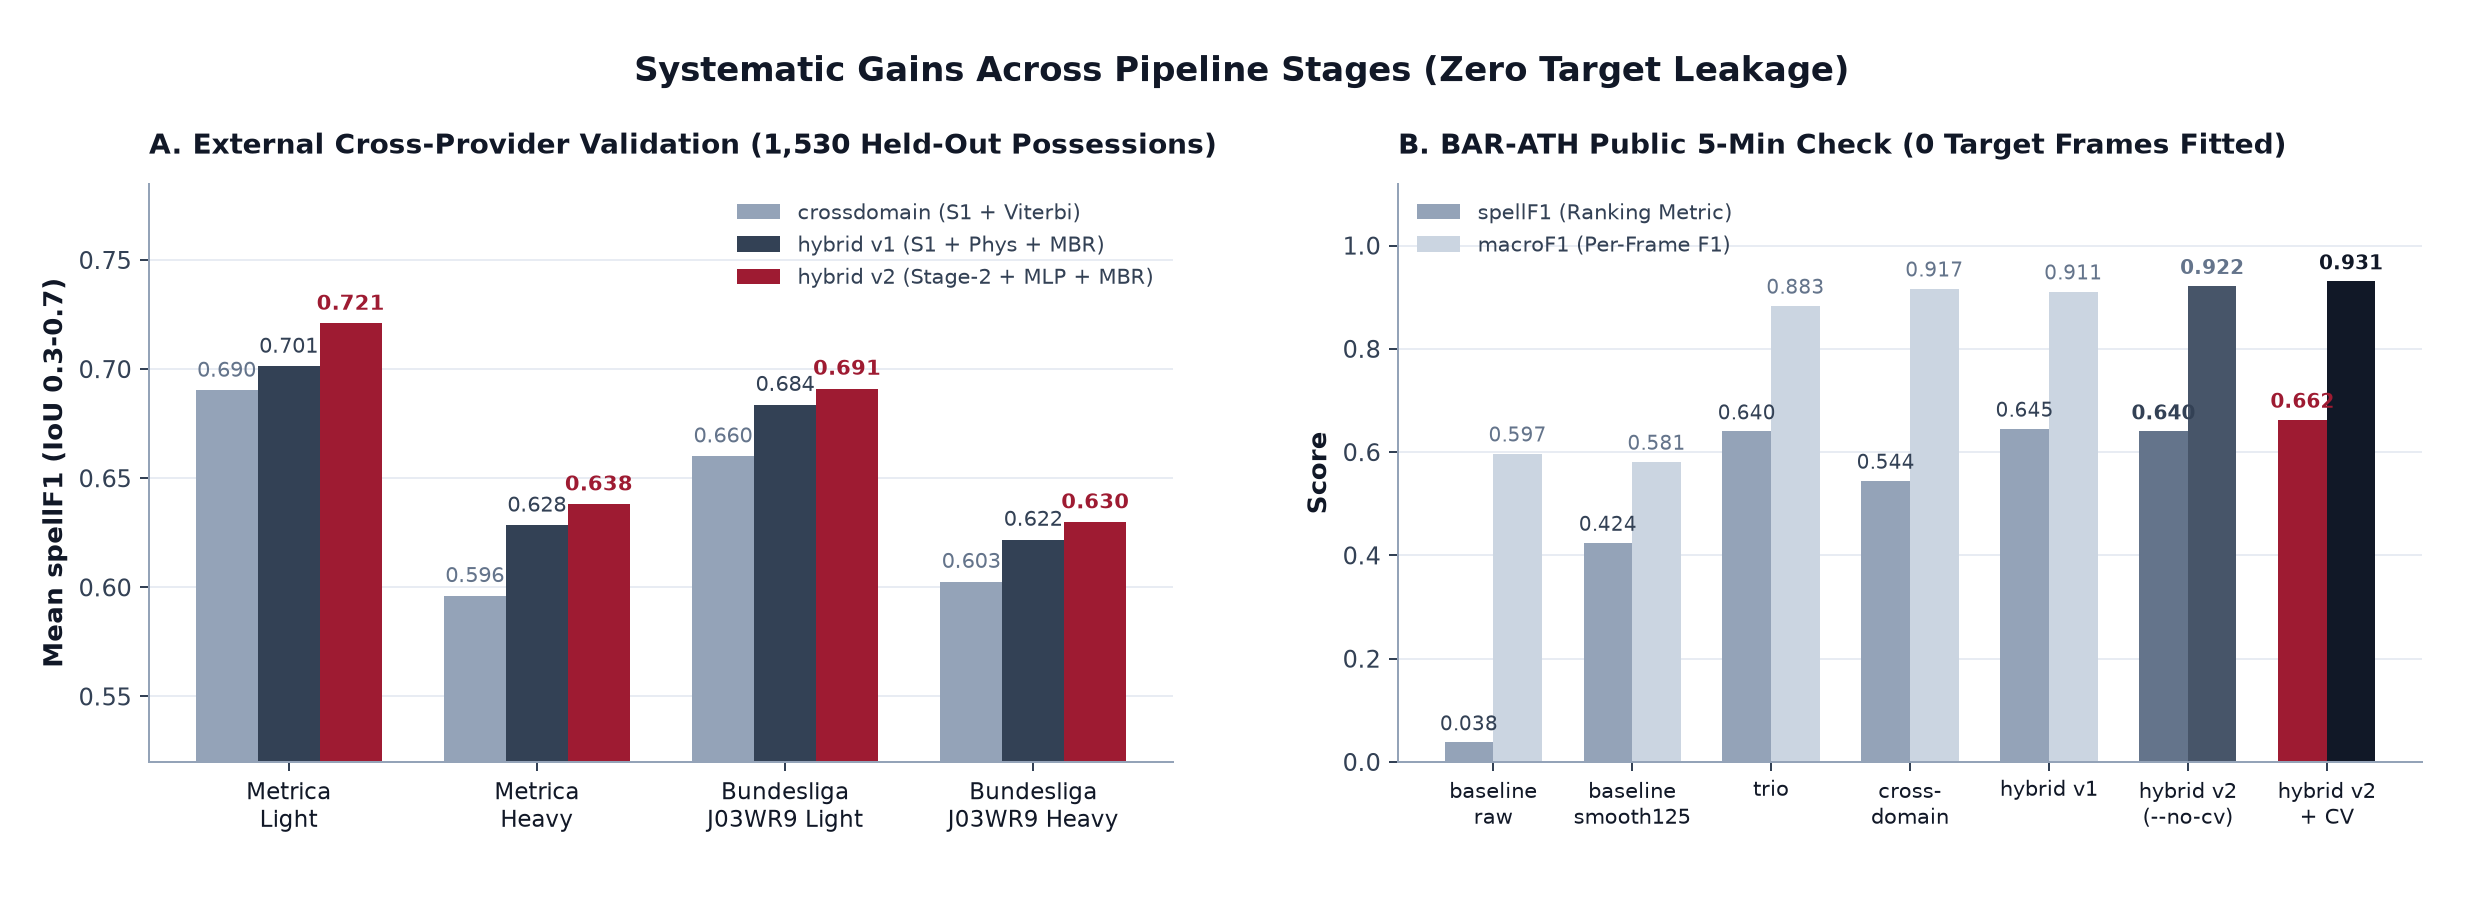 Systematic Gains Across Pipeline Stages (Zero Target Leakage)
A. External Cross-Provider Validation (1,530 Held-Out Possessions)
crossdomain (S1 + Viterbi)
hybrid v1 (S1 + Phys + MBR)
hybrid v2 (Stage-2 + MLP + MBR)
Mean spellF1 (IoU 0.3-0.7)
0.75
0.70
0.65
0.60
0.55
0.690
0.701
0.721
0.596
0.628
0.638
0.660
0.684
0.691
0.603
0.622
0.630
Metrica
Light
Metrica
Heavy
Bundesliga
J03WR9 Light
Bundesliga
J03WR9 Heavy
B. BAR-ATH Public 5-Min Check (0 Target Frames Fitted)
spellF1 (Ranking Metric)
macroF1 (Per-Frame F1)
Score
1.0
0.8
0.6
0.4
0.2
0.0
0.038
0.597
0.424
0.581
0.640
0.883
0.544
0.917
0.645
0.911
0.640
0.922
0.662
0.931
baseline
raw
baseline
smooth125
trio
cross-
domain
hybrid v1
hybrid v2
(--no-cv)
hybrid v2
+ CV